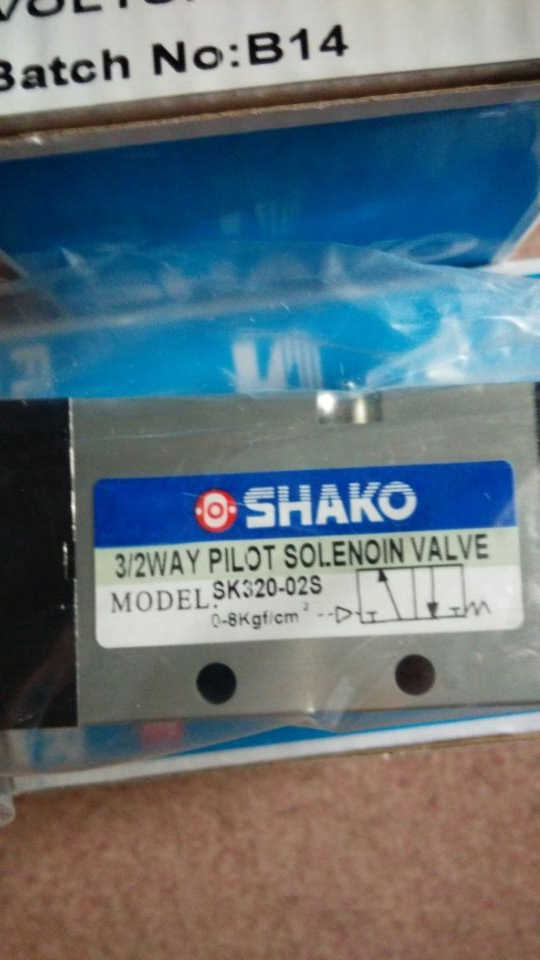 Batch No:B14
SHAKO
3/2WAY PILOT SOLENOIN VALVE
MODEL: SK320-02S
0-8Kgf/cm²